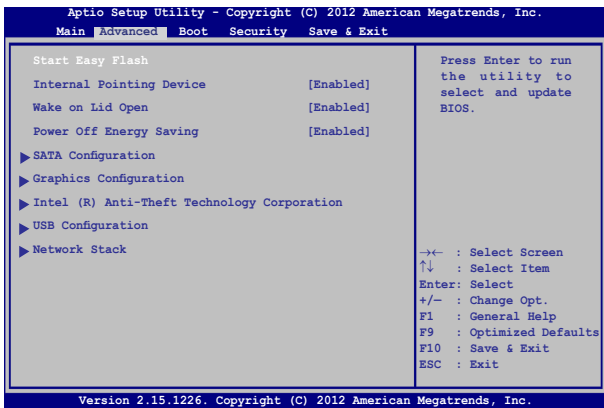 Aptio Setup Utility - Copyright (C) 2012 American Megatrends, Inc.
Main Advanced Boot Security Save & Exit
Start Easy Flash
Internal Pointing Device [Enabled]
Wake on Lid Open [Enabled]
Power Off Energy Saving [Enabled]
SATA Configuration
Graphics Configuration
Intel (R) Anti-Theft Technology Corporation
USB Configuration
Network Stack
Press Enter to run
the utility to
select and update
BIOS.
→← : Select Screen
↑↓ : Select Item
Enter: Select
+/— : Change Opt.
F1 : General Help
F9 : Optimized Defaults
F10 : Save & Exit
ESC : Exit
Version 2.15.1226. Copyright (C) 2012 American Megatrends, Inc.